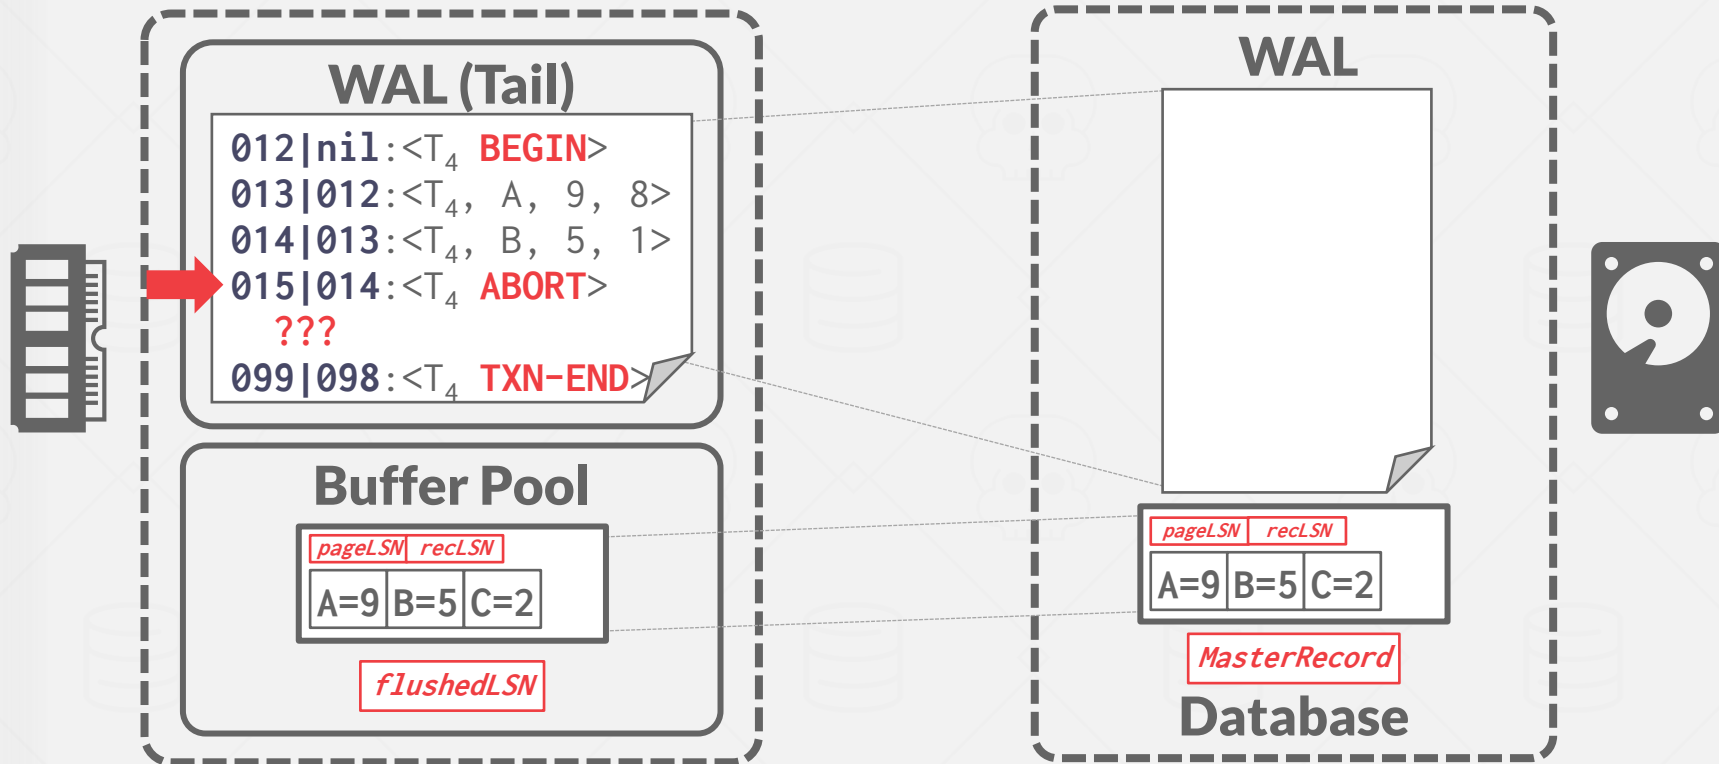 WAL (Tail)
012|nil:<T4 BEGIN>
013|012:<T4, A, 9, 8>
014|013:<T4, B, 5, 1>
015|014:<T4 ABORT>
???
099|098:<T4 TXN-END>
Buffer Pool
pageLSN recLSN
A=9 B=5 C=2
flushedLSN
WAL
pageLSN recLSN
A=9 B=5 C=2
MasterRecord
Database